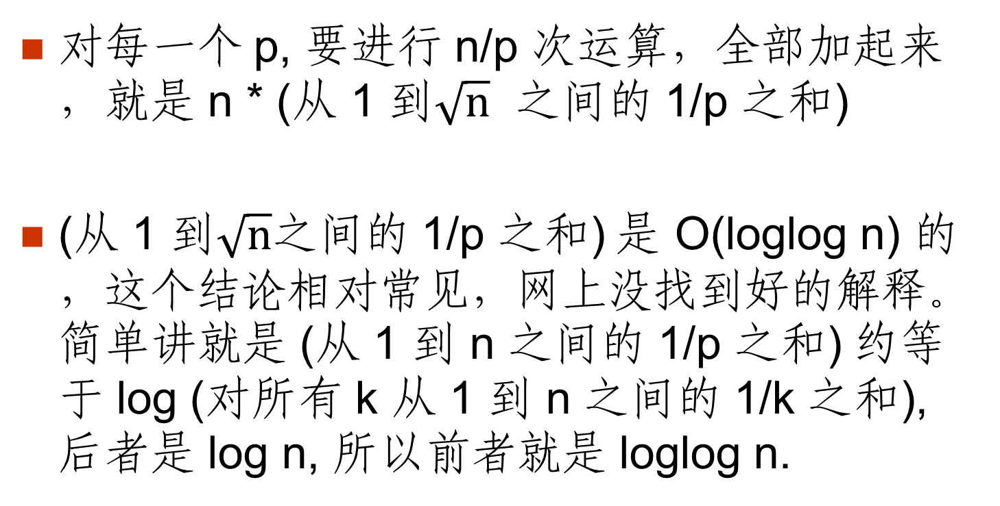 ■ 对每一个 p, 要进行 n/p 次运算，全部加起来
，就是 n * (从 1 到√n 之间的 1/p 之和)
■ (从 1 到√n之间的 1/p 之和) 是 O(loglog n) 的
，这个结论相对常见，网上没找到好的解释。
简单讲就是 (从 1 到 n 之间的 1/p 之和) 约等
于 log (对所有 k 从 1 到 n 之间的 1/k 之和),
后者是 log n, 所以前者就是 loglog n.